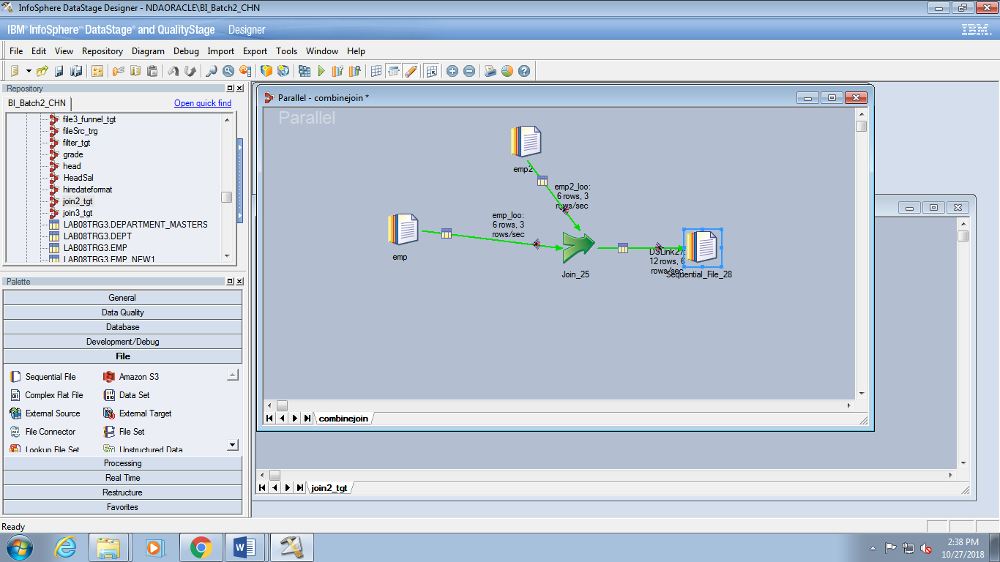 InfoSphere DataStage Designer - NDAORACLE\BI_Batch2_CHN
IBM® InfoSphere™ DataStage® and QualityStage Designer
IBM.
File Edit View Repository Diagram Debug Import Export Tools Window Help
Repository
BI_Batch2_CHN
Open quick find
file3_funnel_tgt
fileSrc_trg
filter_tgt
grade
head
HeadSal
hiredateformat
join2_tgt
join3_tgt
LAB08TRG3.DEPARTMENT_MASTERS
LAB08TRG3.DEPT
LAB08TRG3.EMP
LAB08TRG3.EMP_NEW1
Palette
General
Data Quality
Database
Development/Debug
File
Sequential File Amazon S3
Complex Flat File Data Set
External Source External Target
File Connector File Set
Lookup File Set Unstructured Data
Processing
Real Time
Restructure
Favorites
Parallel - combinejoin *
Parallel
emp2
emp2_loo:
6 rows, 3
rows/sec
emp_loo:
6 rows, 3
rows/sec
emp
Join_25
DSLink27:
12 rows, 6
rows/sec
Sequential_File_28
combinejoin
join2_tgt
Ready
2:38 PM
10/27/2018